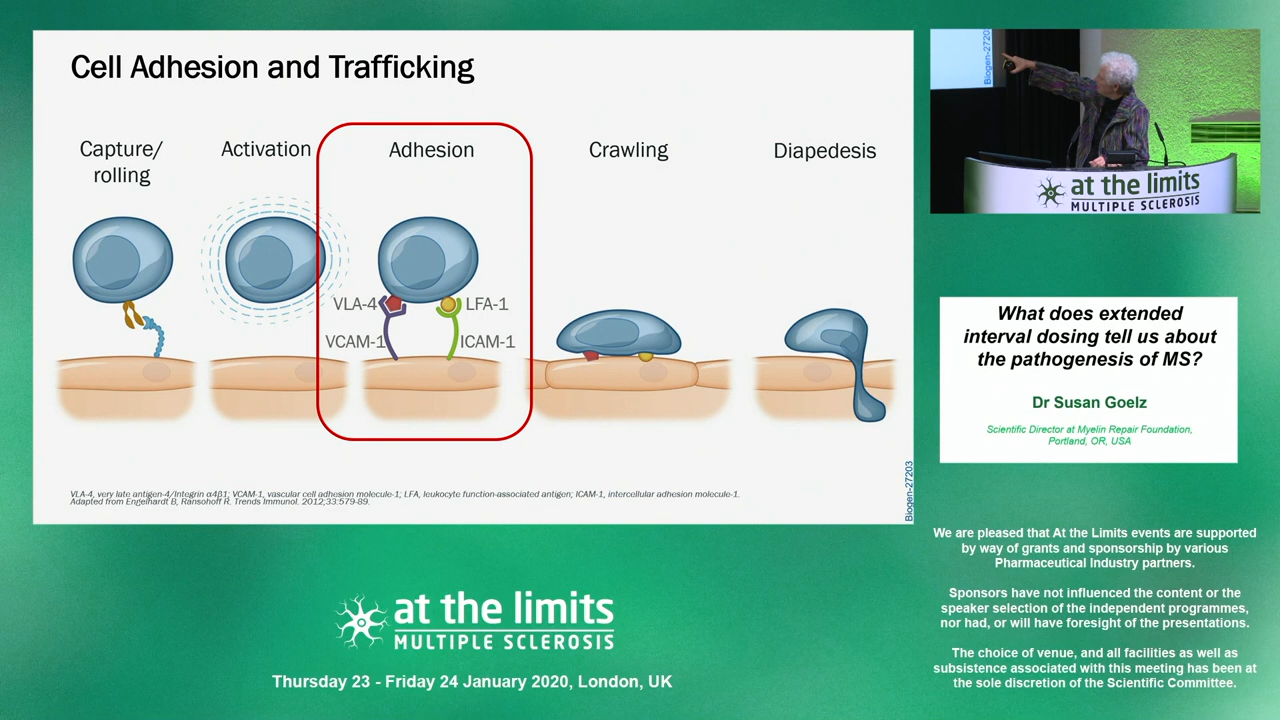 Cell Adhesion and Trafficking
Capture/
rolling
Activation
Adhesion
Crawling
Diapedesis
VLA-4
LFA-1
VCAM-1
ICAM-1
VLA-4, very late antigen-4/Integrin α4β1; VCAM-1, vascular cell adhesion molecule-1; LFA, leukocyte function-associated antigen; ICAM-1, intercellular adhesion molecule-1.
Adapted from Engelhardt B, Ransohoff R. Trends Immunol. 2012;33:579-89.
Biogen-27203
Biogen-2720
at the limits
MULTIPLE SCLEROSIS
What does extended
interval dosing tell us about
the pathogenesis of MS?
Dr Susan Goelz
Scientific Director at Myelin Repair Foundation,
Portland, OR, USA
We are pleased that At the Limits events are supported
by way of grants and sponsorship by various
Pharmaceutical Industry partners.
Sponsors have not influenced the content or the
speaker selection of the independent programmes,
nor had, or will have foresight of the presentations.
The choice of venue, and all facilities as well as
subsistence associated with this meeting has been at
the sole discretion of the Scientific Committee.
at the limits
MULTIPLE SCLEROSIS
Thursday 23 - Friday 24 January 2020, London, UK